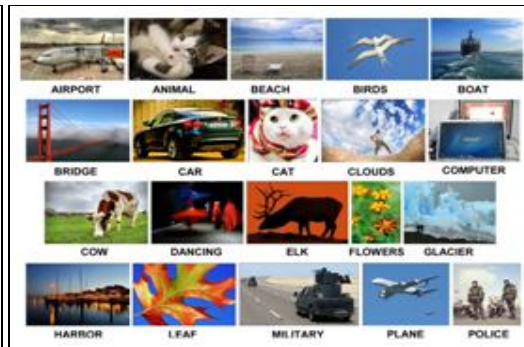 AIRPORT ANIMAL BEACH BIRDS BOAT
BRIDGE CAR CAT CLOUDS COMPUTER
COW DANCING ELK FLOWERS GLACIER
HARBOR LEAF MILITARY PLANE POLICE